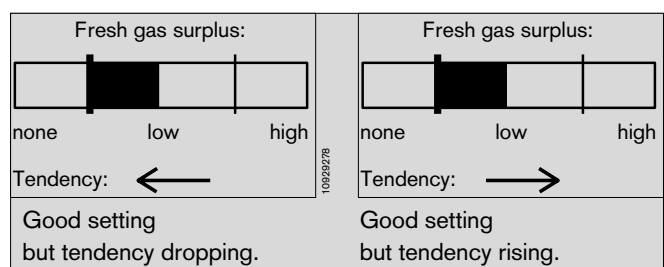 Fresh gas surplus:
none low high
Tendency:
Good setting
but tendency dropping.
10929278
Fresh gas surplus:
none low high
Tendency:
Good setting
but tendency rising.